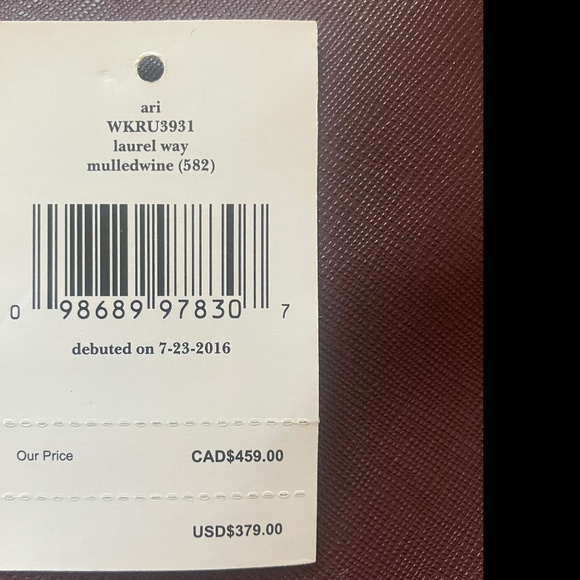 ari
WKRU3931
laurel way
mulledwine (582)
0 98689 97830 7
debuted on 7-23-2016
Our Price CAD$459.00
USD$379.00